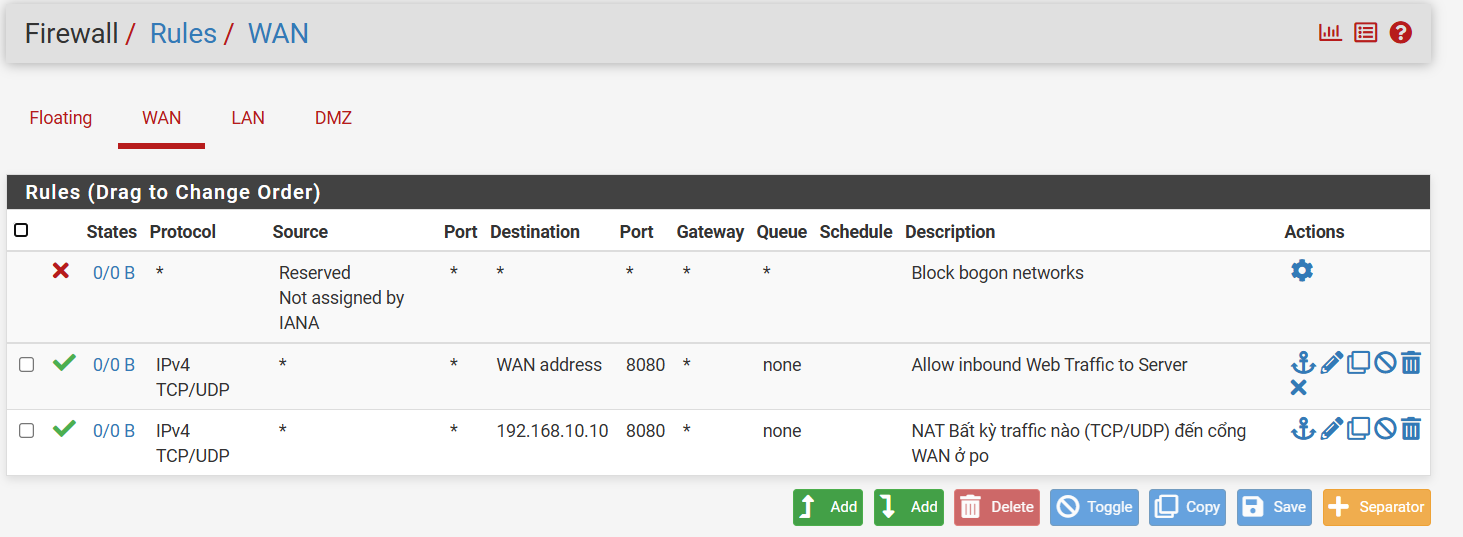 Firewall / Rules / WAN
Floating WAN LAN DMZ
Rules (Drag to Change Order)
States Protocol Source Port Destination Port Gateway Queue Schedule Description Actions
0/0 B * Reserved * * * * * Block bogon networks
Not assigned by
IANA
0/0 B IPv4 * * WAN address 8080 * none Allow inbound Web Traffic to Server
TCP/UDP
0/0 B IPv4 * * 192.168.10.10 8080 * none NAT Bất kỳ traffic nào (TCP/UDP) đến cổng
TCP/UDP WAN ở po
Add Add Delete Toggle Copy Save Separator